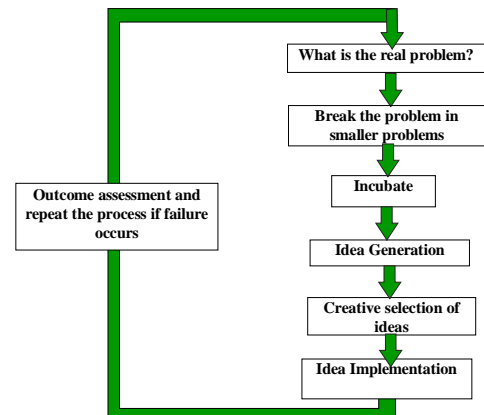 What is the real problem?
Break the problem in
smaller problems
Incubate
Idea Generation
Creative selection of
ideas
Idea Implementation
Outcome assessment and
repeat the process if failure
occurs